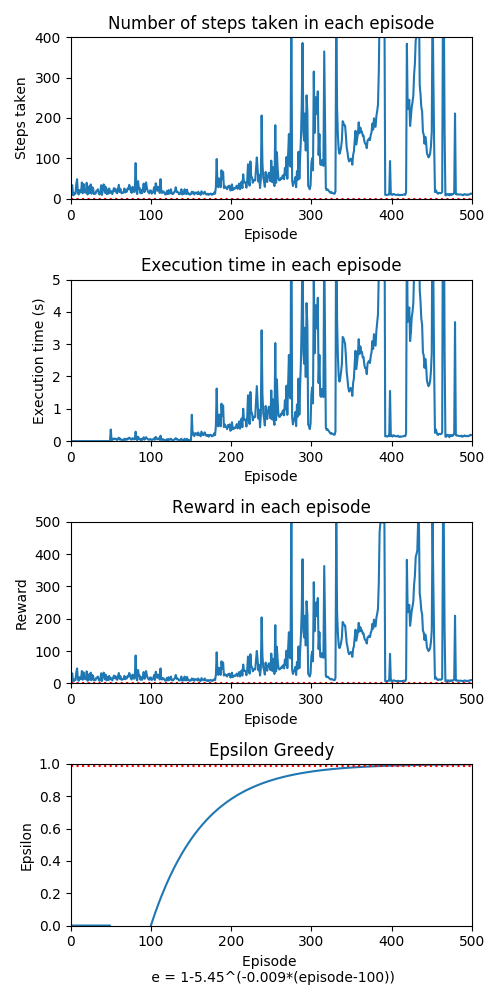 Number of steps taken in each episode
400
300
200
100
0
Steps taken
0 100 200 300 400 500
Episode
Execution time in each episode
5
4
3
2
1
0
Execution time (s)
0 100 200 300 400 500
Episode
Reward in each episode
500
400
300
200
100
0
Reward
0 100 200 300 400 500
Episode
Epsilon Greedy
1.0
0.8
0.6
0.4
0.2
0.0
Epsilon
0 100 200 300 400 500
Episode
e = 1-5.45^(-0.009*(episode-100))